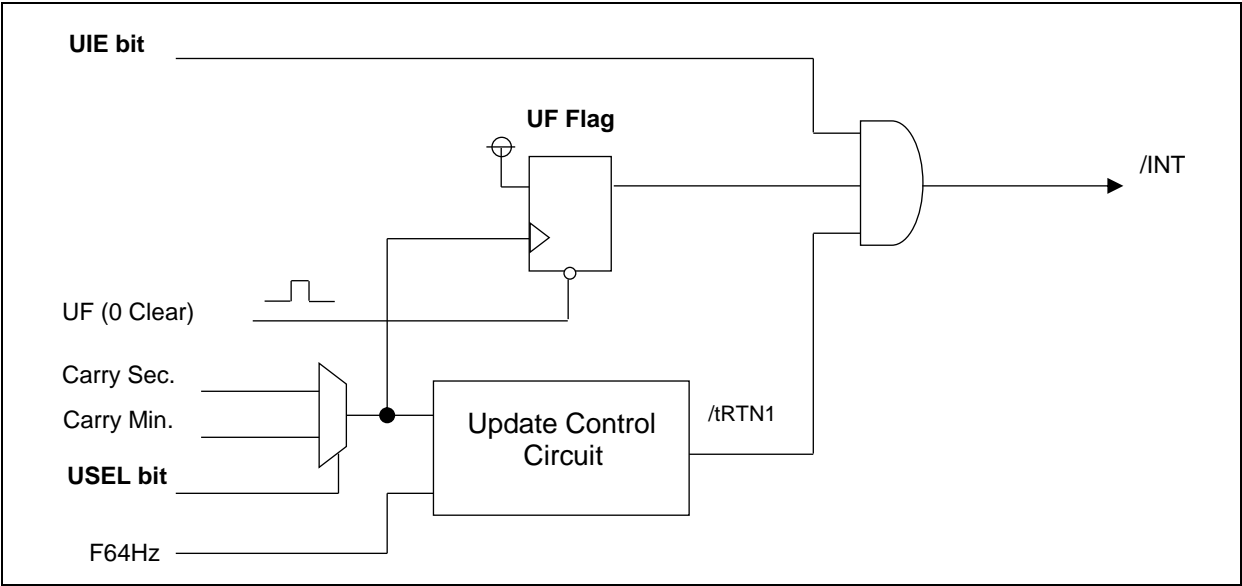 UIE bit
UF Flag
/INT
UF (0 Clear)
Carry Sec.
Carry Min.
USEL bit
F64Hz
Update Control
Circuit
/tRTN1